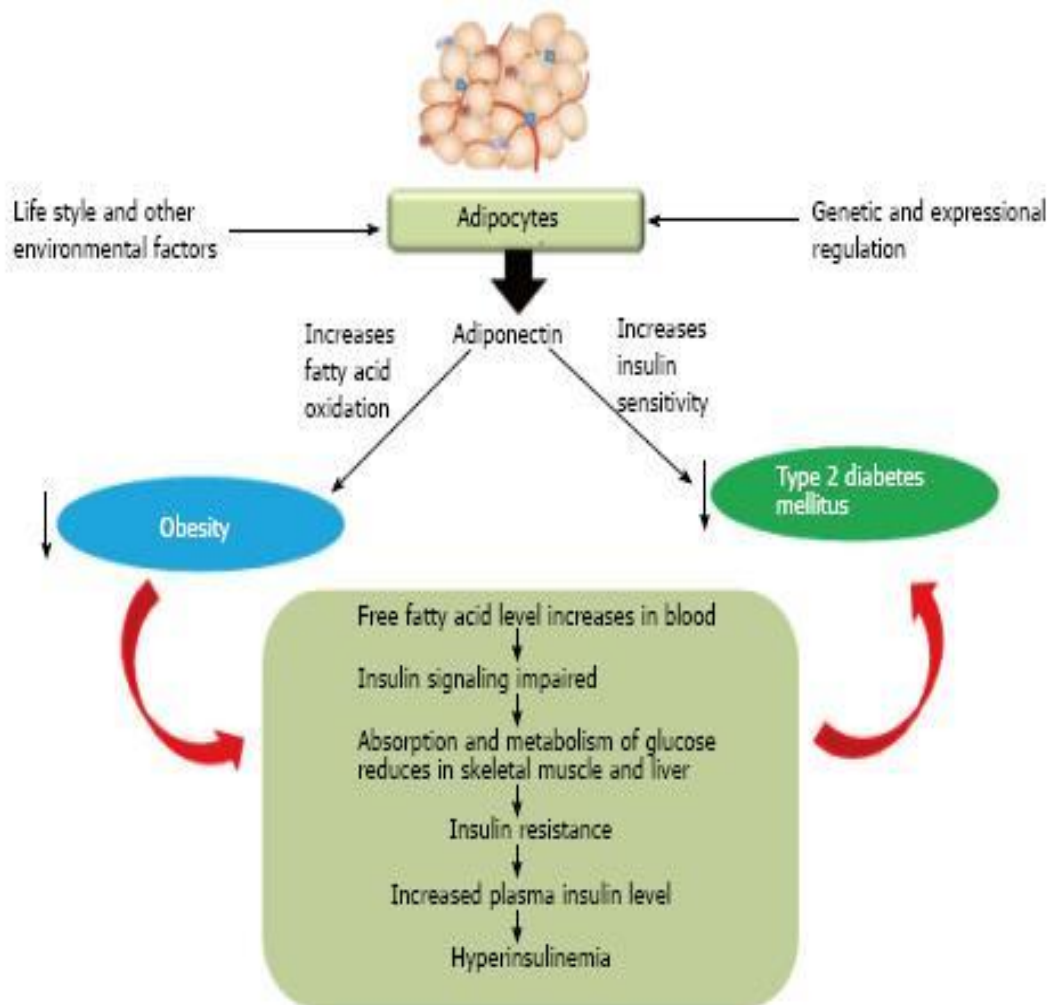 Life style and other
environmental factors
Adipocytes
Genetic and expressional
regulation
Increases
fatty acid
oxidation
Adiponectin
Increases
insulin
sensitivity
Obesity
Type 2 diabetes
mellitus
Free fatty acid level increases in blood
Insulin signaling impaired
Absorption and metabolism of glucose
reduces in skeletal muscle and liver
Insulin resistance
Increased plasma insulin level
Hyperinsulinemia